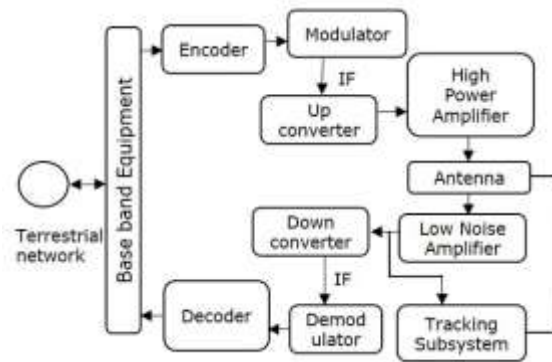 Terrestrial
network
Base band Equipment
Encoder
Modulator
IF
Up
converter
High
Power
Amplifier
Antenna
Low Noise
Amplifier
Down
converter
IF
Tracking
Subsystem
Demod
ulator
Decoder